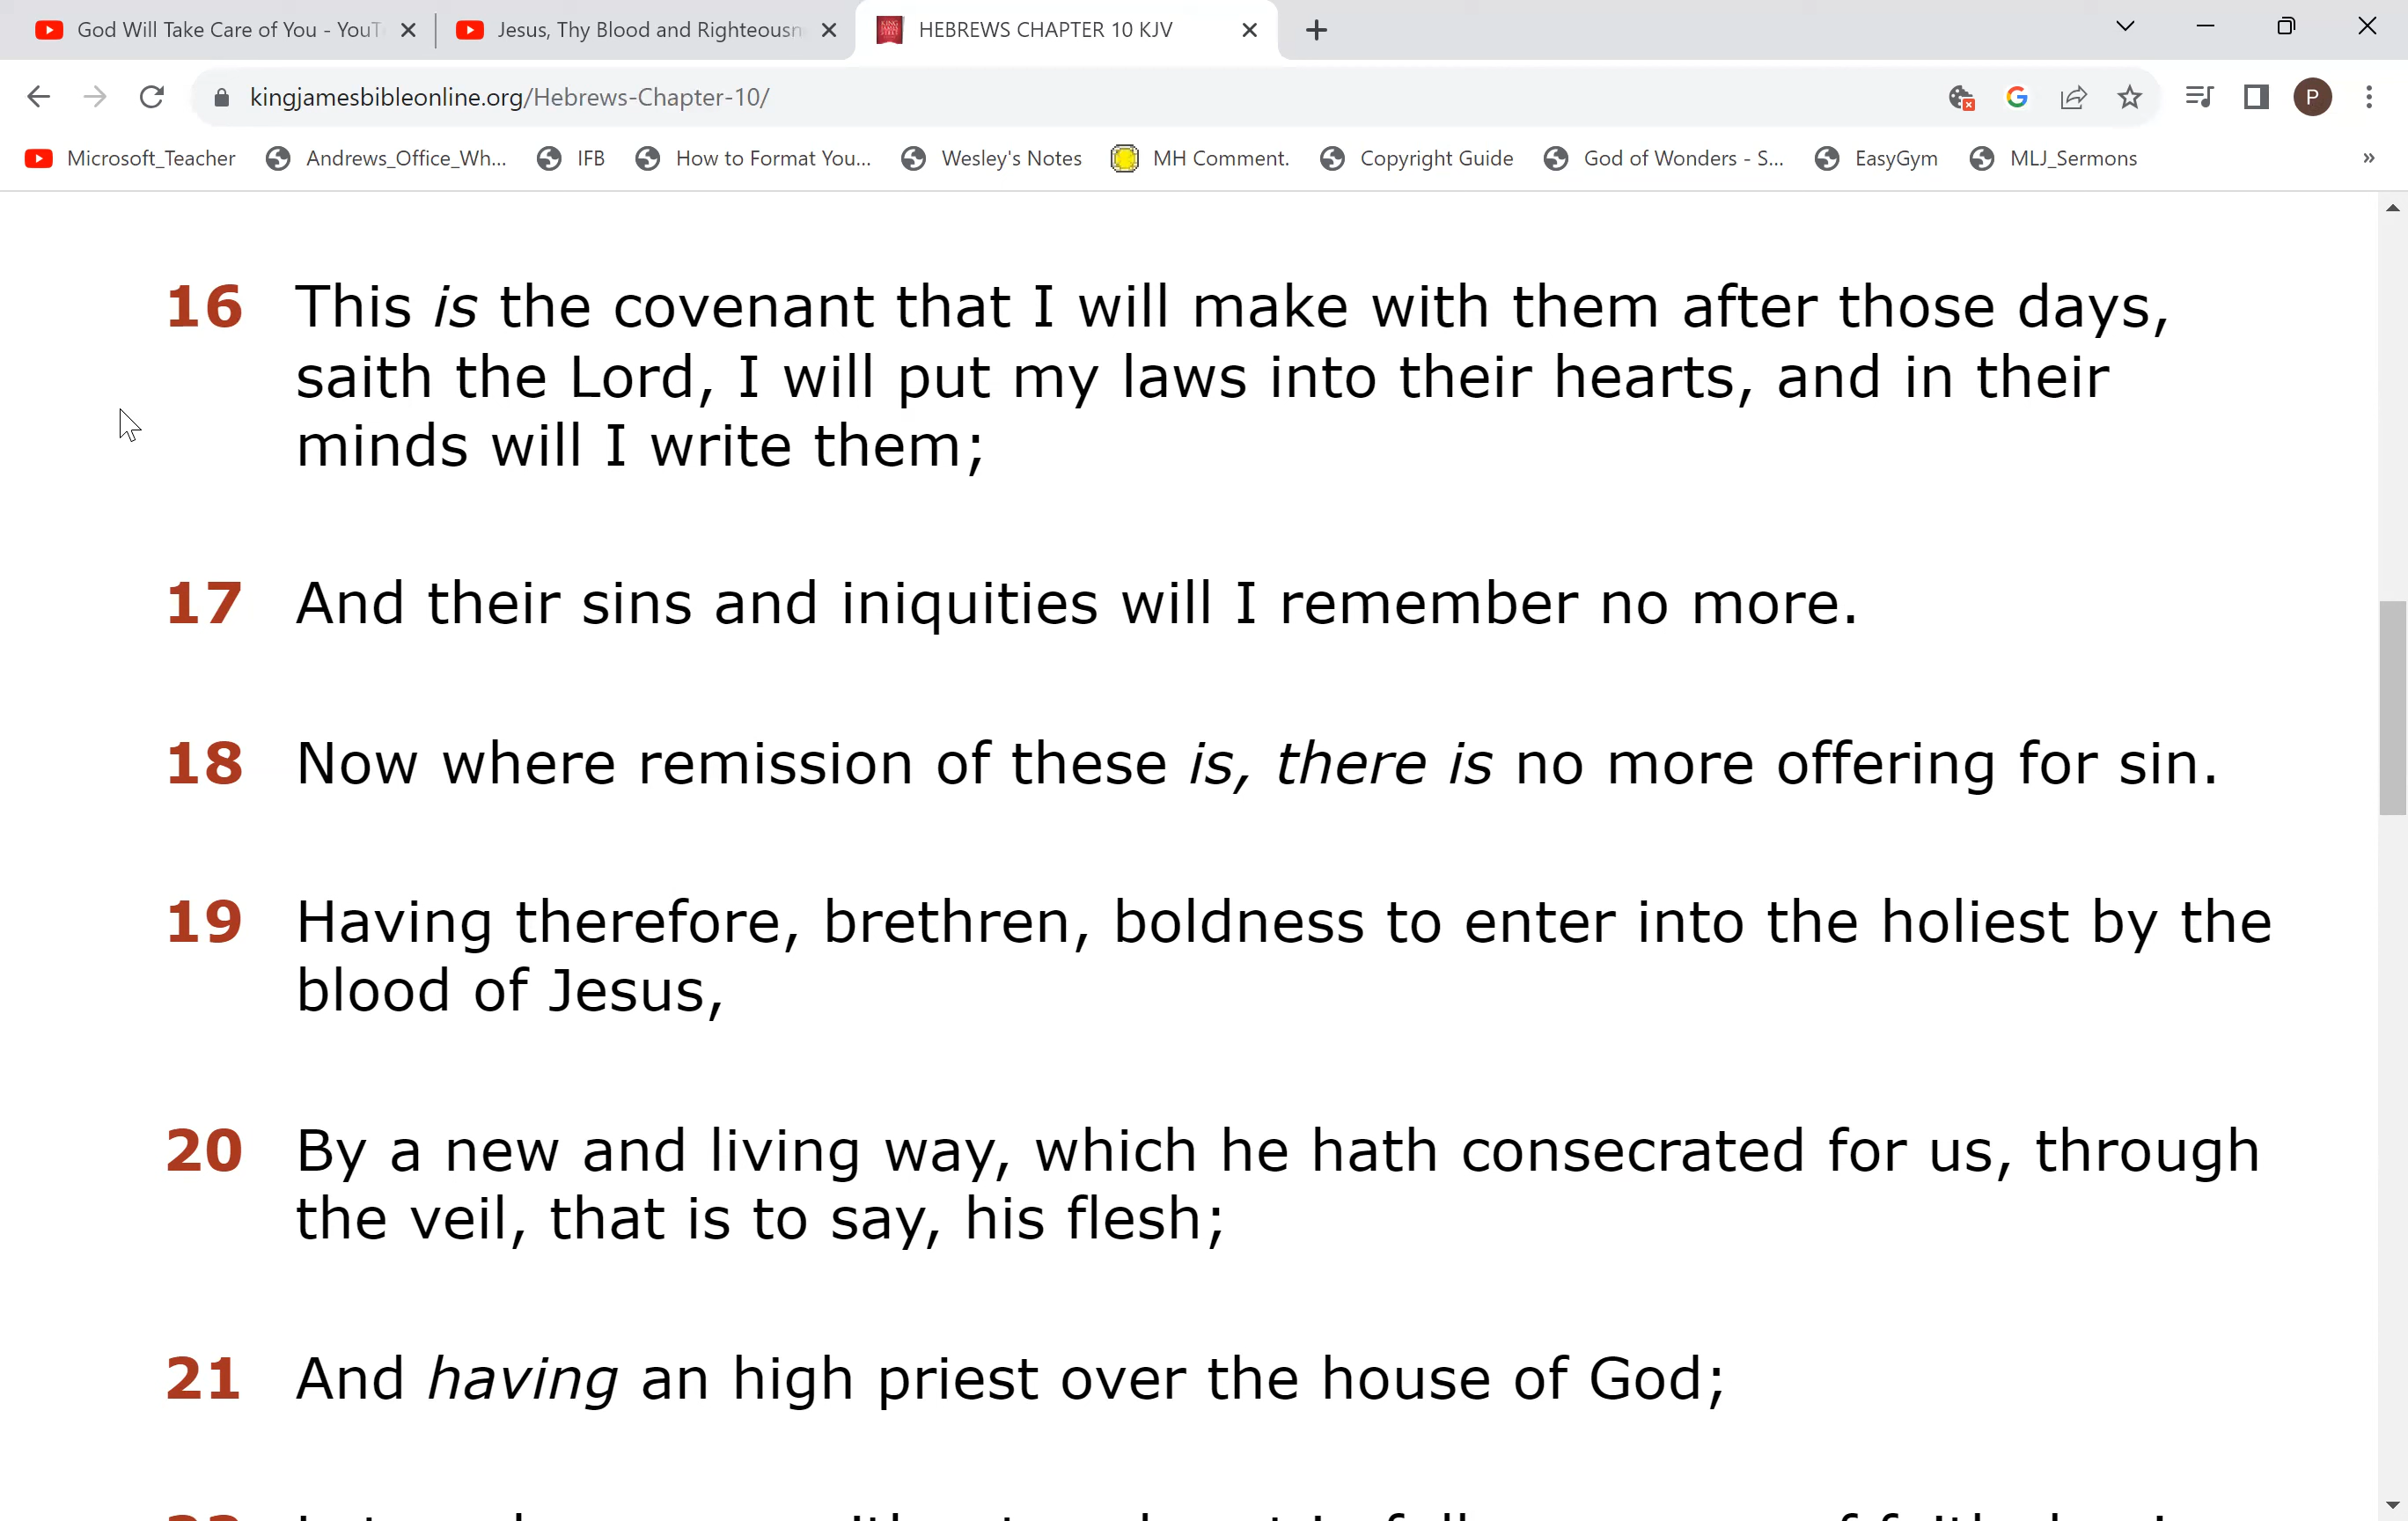 God Will Take Care of You - YouT
Jesus, Thy Blood and Righteousn
HEBREWS CHAPTER 10 KJV
kingjamesbibleonline.org/Hebrews-Chapter-10/
P
Microsoft_Teacher
Andrews_Office_Wh...
IFB
How to Format You...
Wesley's Notes
MH Comment.
Copyright Guide
God of Wonders - S...
EasyGym
MLJ_Sermons
»
16 This is the covenant that I will make with them after those days,
saith the Lord, I will put my laws into their hearts, and in their
minds will I write them;
17 And their sins and iniquities will I remember no more.
18 Now where remission of these is, there is no more offering for sin.
19 Having therefore, brethren, boldness to enter into the holiest by the
blood of Jesus,
20 By a new and living way, which he hath consecrated for us, through
the veil, that is to say, his flesh;
21 And having an high priest over the house of God;